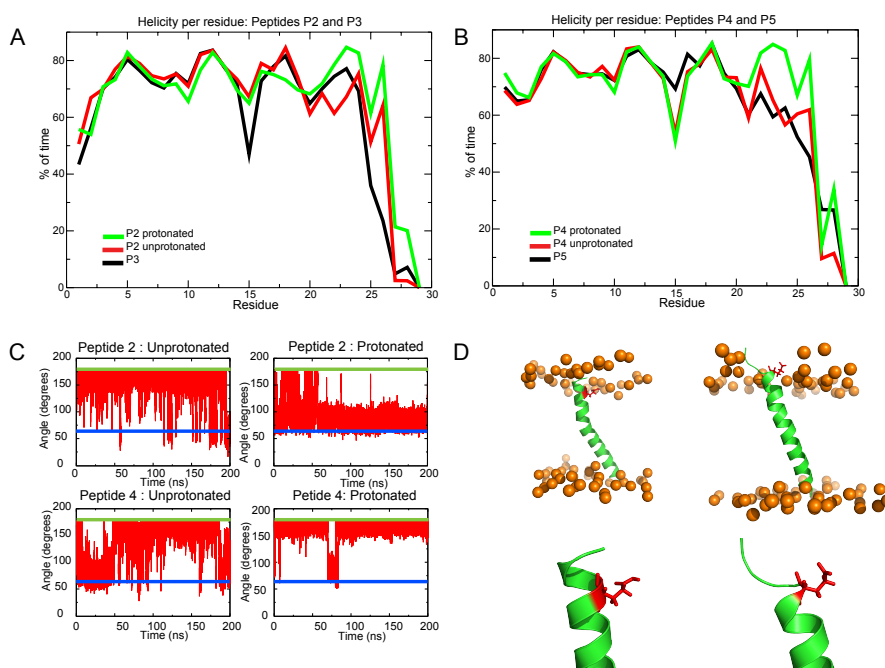 A
Helicity per residue: Peptides P2 and P3
% of time
80
60
40
20
0
P2 protonated
P2 unprotonated
P3
0 5 10 15 20 25 30
Residue
B
Helicity per residue: Peptides P4 and P5
% of time
80
60
40
20
0
P4 protonated
P4 unprotonated
P5
0 5 10 15 20 25 30
Residue
C
Peptide 2 : Unprotonated
Angle (degrees)
200
150
100
50
0
0 50 100 150 200
Time (ns)
Peptide 2 : Protonated
Angle (degrees)
200
150
100
50
0
0 50 100 150 200
Time (ns)
Peptide 4 : Unprotonated
Angle (degrees)
200
150
100
50
0
0 50 100 150 200
Time (ns)
Petide 4: Protonated
Angle (degrees)
200
150
100
50
0
0 50 100 150 200
Time (ns)
D